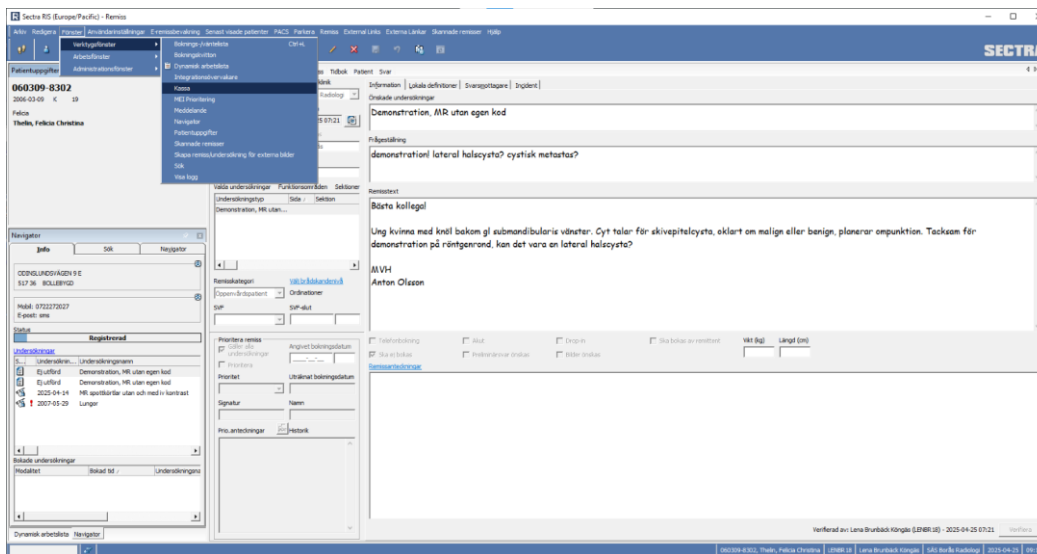 Sectra RIS (Europe/Pacific) - Remiss
Arkiv Redigera Fönster Användarinställningar E-remissbevakning Senast visade patienter PACS Parkera Remiss External Links Externa Länkar Skannade remisser Hjälp
SECTRA
Verktygsfönster
Arbetsfönster
Administrationsfönster
Boknings-/väntelista Ctrl+L
Bokningskvitton
Dynamisk arbetslista
Integrationsövervakare
Kassa
MEI Prioritering
Meddelande
Navigator
Patientuppgifter
Skannade remisser
Skapa remiss/undersökning för externa bilder
Sök
Visa logg
Patientuppgifter
060309-8302
2006-03-09 K 19
Felicia
Thelin, Felicia Christina
Tidbok Patient Svar
Radiologi
07:21
Valda undersökningar Funktionsområden Sektioner
Undersökningstyp Sida Sektion
Demonstration, MR utan...
Remisskategori Välj brådskandenivå
Öppenvårdspatient Ordinationer
SVF SVF-slut
Prioritera remiss
Gäller alla undersökningar
Angivet bokningsdatum
Prioritera
Prioritet Uträknat bokningsdatum
Signatur Namn
Prio.anteckningar Historik
Information Lokala definitioner Svarsmottagare Incident
Önskade undersökningar
Demonstration, MR utan egen kod
Frågeställning
demonstration! lateral halscysta? cystisk metastas?
Remisstext
Bästa kollega!
Ung kvinna med knöl bakom gl submandibularis vänster. Cyt talar för skivepitelcysta, oklart om malign eller benign, planerar ompunktion. Tacksam för
demonstration på röntgenrond, kan det vara en lateral halscysta?
MVH
Anton Olsson
Telefonbokning Akut Drop-in Ska bokas av remittent Vikt (kg) Längd (cm)
Ska ej bokas Preliminärsvar önskas Bilder önskas
Remissanteckningar
Verifierad av: Lena Brunbäck Köngäs (LENBR18) - 2025-04-25 07:21 Verifiera
Navigator
Info Sök Navigator
ODINSLUNDSVÄGEN 9 E
517 36 BOLLEBYGD
Mobil: 0722272027
E-post: sms
Status
Registrerad
Undersökningar
S... Undersöknin... Undersökningsnamn
Ej utförd Demonstration, MR utan egen kod
Ej utförd Demonstration, MR utan egen kod
2025-04-14 MR spottkörtlar utan och med iv kontrast
! 2007-05-29 Lungor
Bokade undersökningar
Modalitet Bokad tid Undersökningsna
Dynamisk arbetslista Navigator
060309-8302, Thelin, Felicia Christina LENBR18 Lena Brunbäck Köngäs SÄS Borås Radiologi 2025-04-25 09: